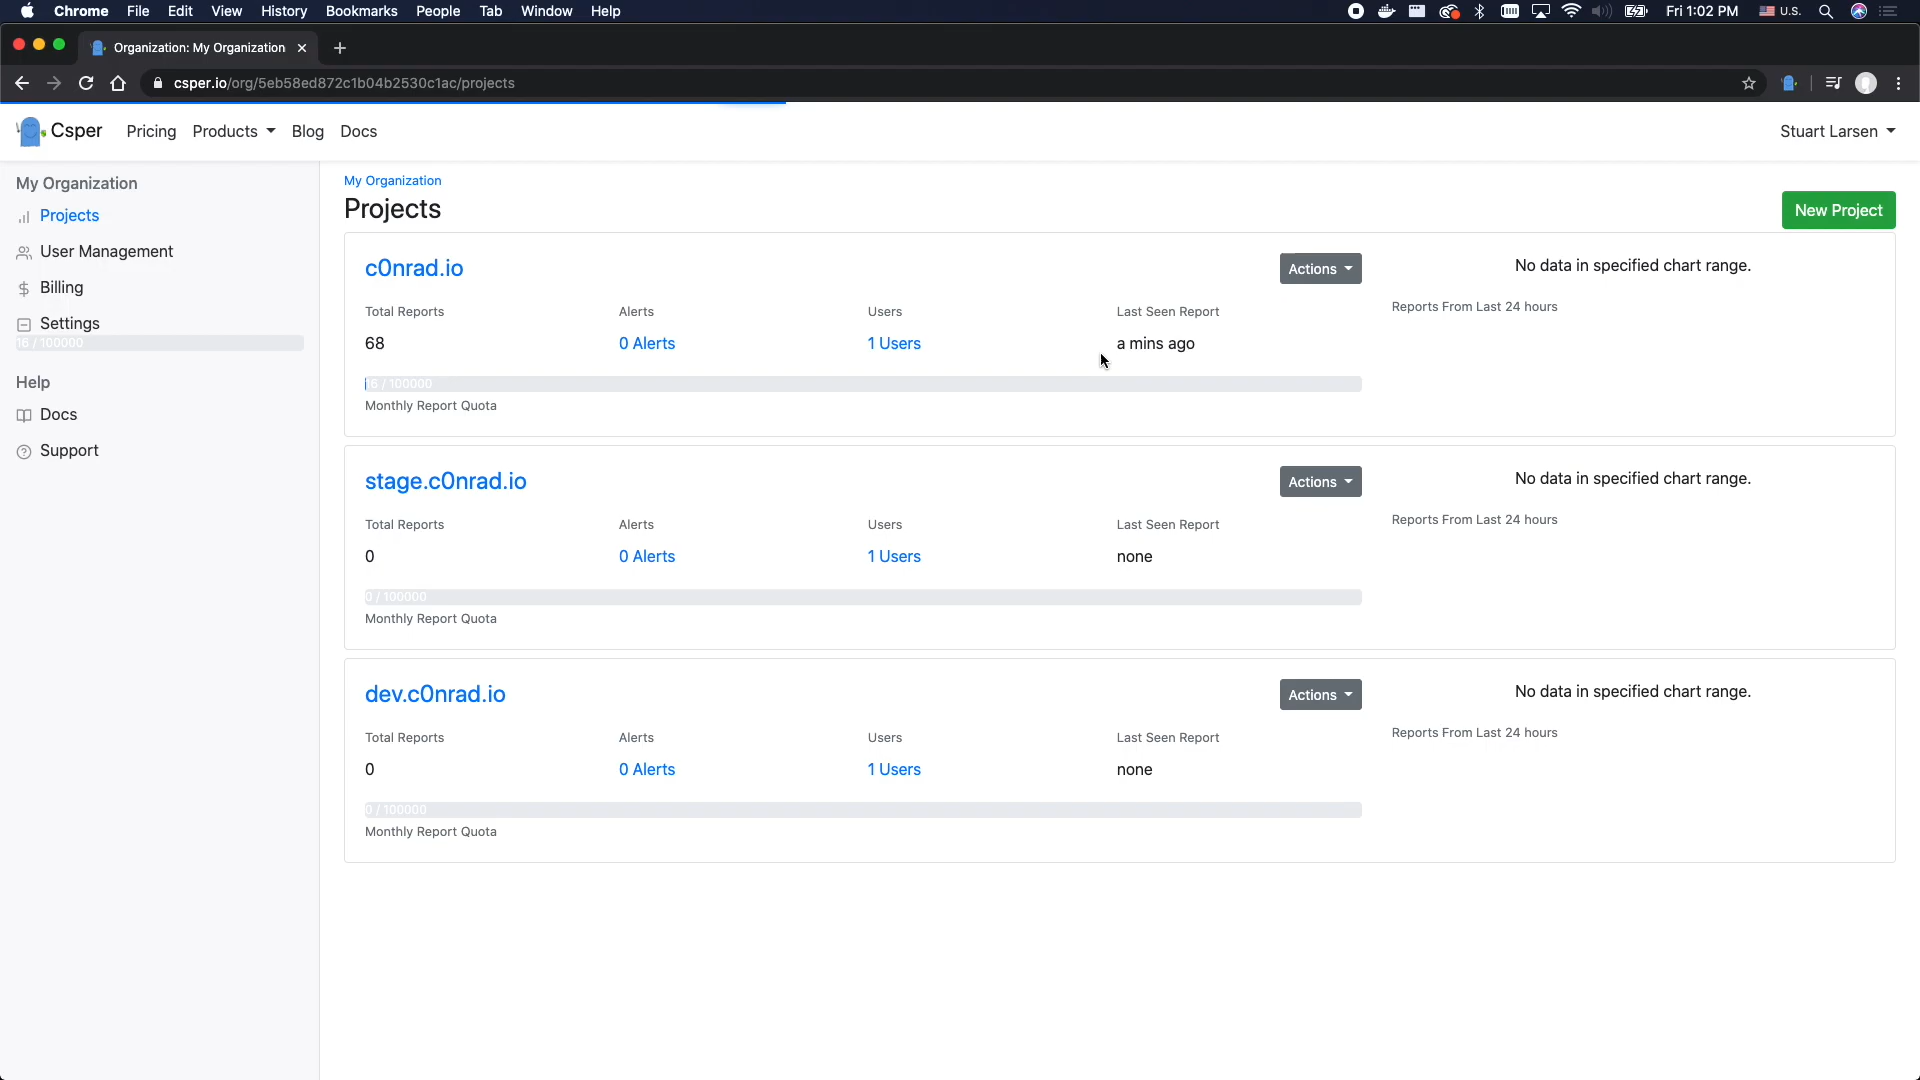 Chrome File Edit View History Bookmarks People Tab Window Help Fri 1:02 PM U.S.
Organization: My Organization
csper.io/org/5eb58ed872c1b04b2530c1ac/projects
Csper Pricing Products Blog Docs Stuart Larsen
My Organization
Projects
User Management
Billing
Settings
16 / 100000
Help
Docs
Support
My Organization
Projects
New Project
c0nrad.io
Actions
Total Reports Alerts Users Last Seen Report
68 0 Alerts 1 Users a mins ago
16 / 100000
Monthly Report Quota
No data in specified chart range.
Reports From Last 24 hours
stage.c0nrad.io
Actions
Total Reports Alerts Users Last Seen Report
0 0 Alerts 1 Users none
0 / 100000
Monthly Report Quota
No data in specified chart range.
Reports From Last 24 hours
dev.c0nrad.io
Actions
Total Reports Alerts Users Last Seen Report
0 0 Alerts 1 Users none
0 / 100000
Monthly Report Quota
No data in specified chart range.
Reports From Last 24 hours